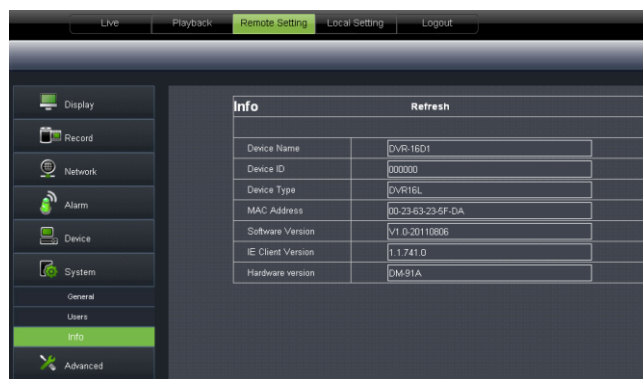 Live Playback Remote Setting Local Setting Logout
Display
Record
Network
Alarm
Device
System
General
Users
Info
Advanced
Info Refresh
Device Name DVR-16D1
Device ID 000000
Device Type DVR16L
MAC Address 00-23-63-23-5F-DA
Software Version V1.0-20110806
IE Client Version 1.1.741.0
Hardware version DM-91A